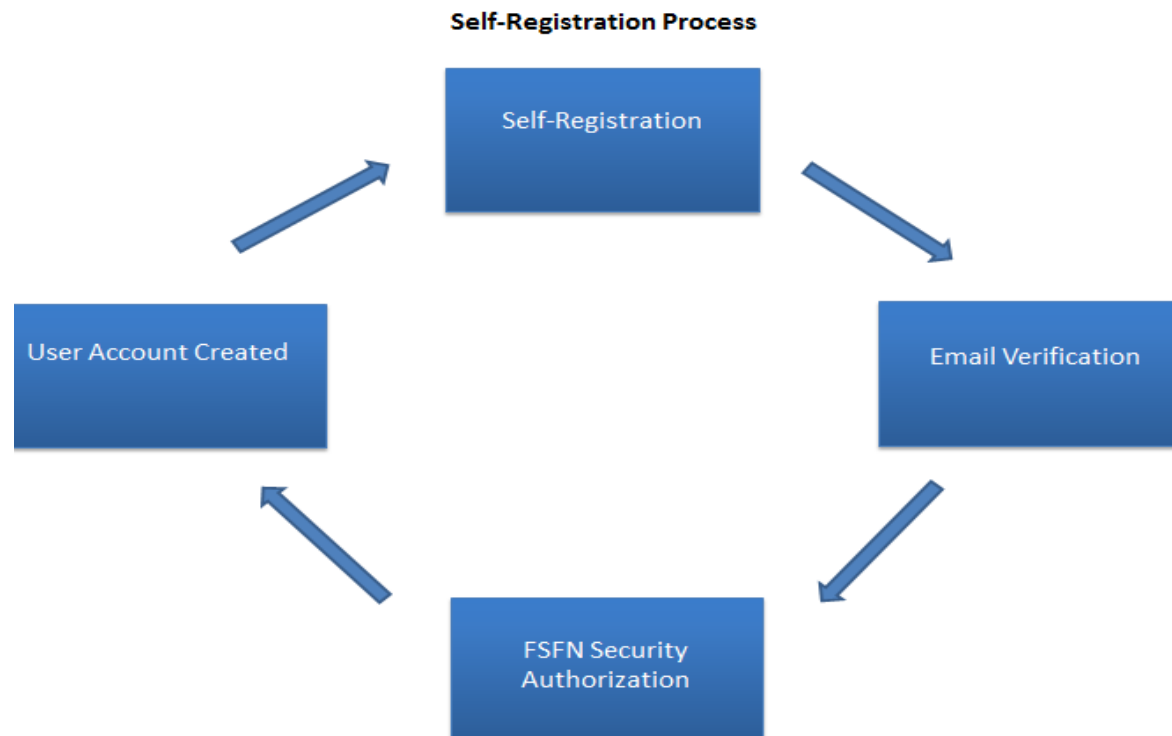 Self-Registration Process
Self-Registration
User Account Created
Email Verification
FSFN Security
Authorization